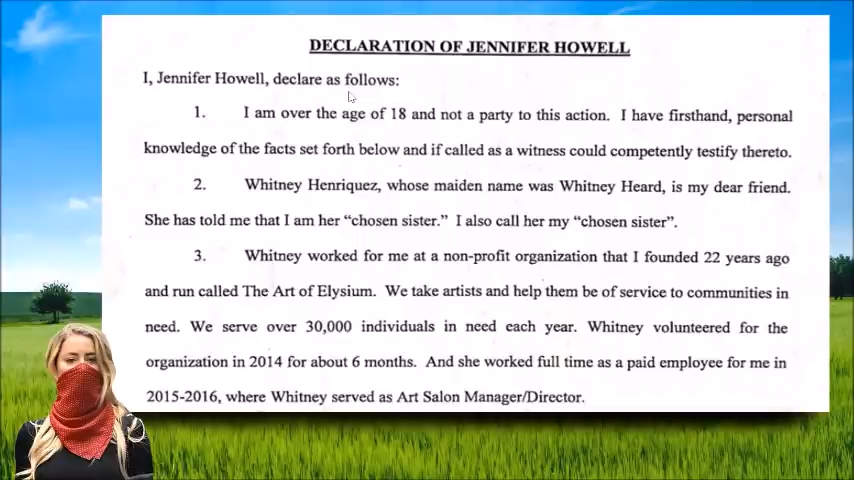 DECLARATION OF JENNIFER HOWELL
I, Jennifer Howell, declare as follows:
1. I am over the age of 18 and not a party to this action. I have firsthand, personal
knowledge of the facts set forth below and if called as a witness could competently testify thereto.
2. Whitney Henriquez, whose maiden name was Whitney Heard, is my dear friend.
She has told me that I am her “chosen sister.” I also call her my “chosen sister”.
3. Whitney worked for me at a non-profit organization that I founded 22 years ago
and run called The Art of Elysium. We take artists and help them be of service to communities in
need. We serve over 30,000 individuals in need each year. Whitney volunteered for the
organization in 2014 for about 6 months. And she worked full time as a paid employee for me in
2015-2016, where Whitney served as Art Salon Manager/Director.